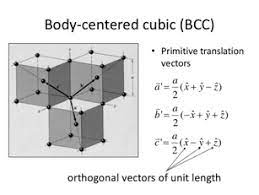 Body-centered cubic (BCC)
• Primitive translation
vectors
a⃗' = a/2 (x̂ + ŷ − ẑ)
b⃗' = a/2 (−x̂ + ŷ + ẑ)
c⃗' = a/2 (x̂ − ŷ + ẑ)
orthogonal vectors of unit length